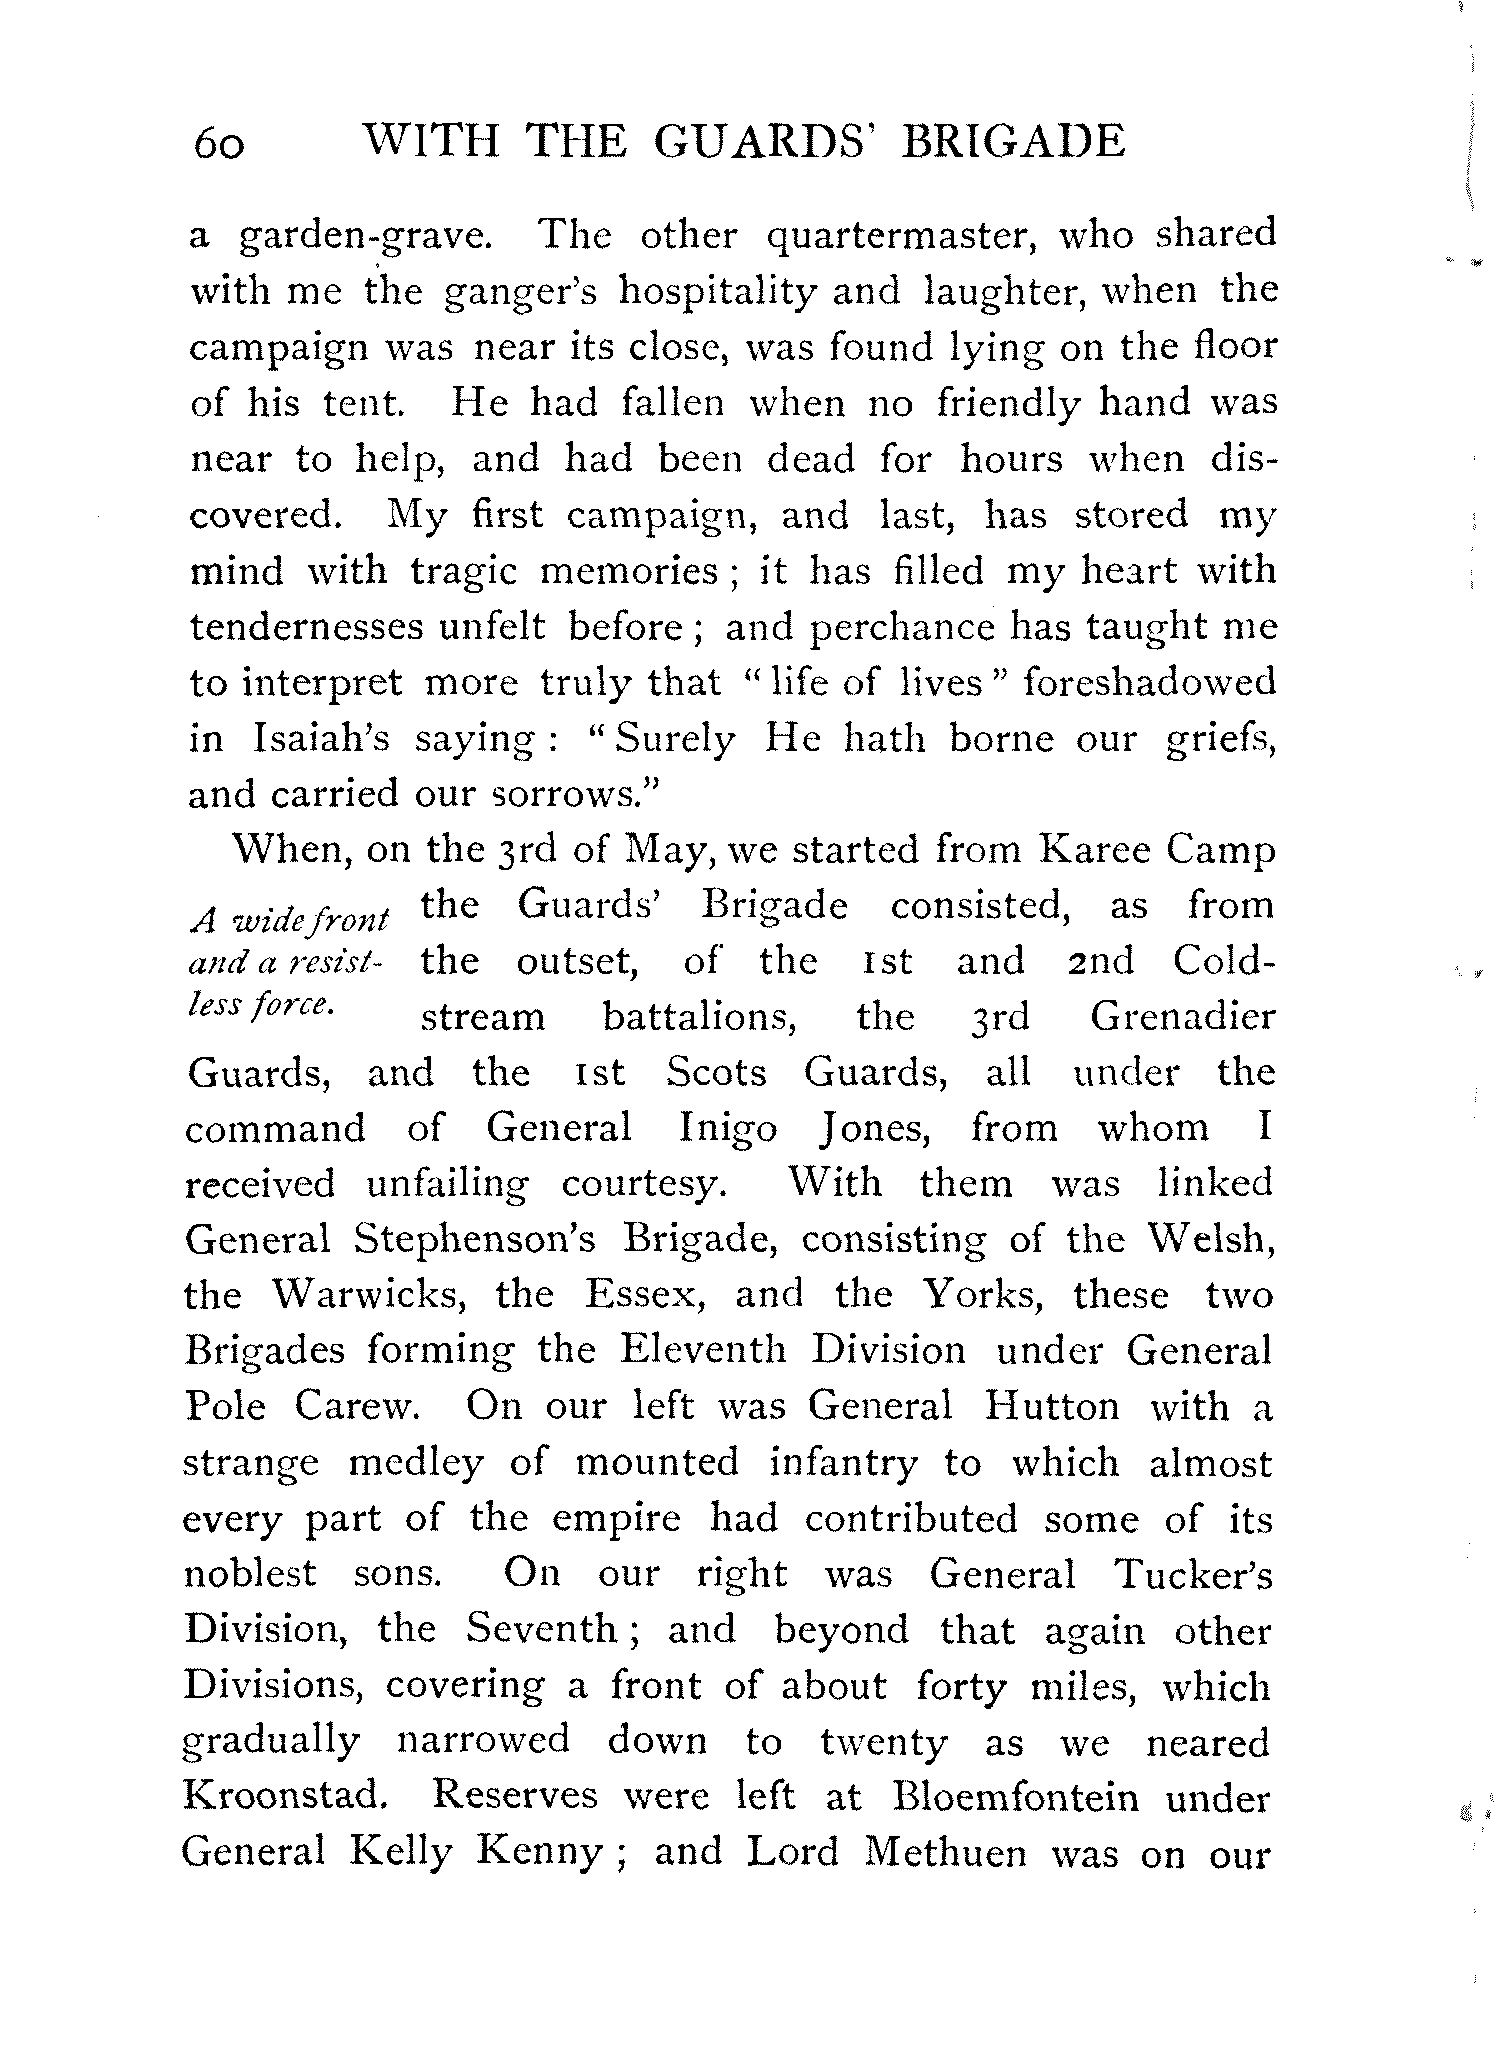 60 WITH THE GUARDS' BRIGADE
a garden-grave. The other quartermaster, who shared
with me the ganger's hospitality and laughter, when the
campaign was near its close, was found lying on the floor
of his tent. He had fallen when no friendly hand was
near to help, and had been dead for hours when dis-
covered. My first campaign, and last, has stored my
mind with tragic memories ; it has filled my heart with
tendernesses unfelt before ; and perchance has taught me
to interpret more truly that " life of lives " foreshadowed
in Isaiah's saying : " Surely He hath borne our griefs,
and carried our sorrows."
When, on the 3rd of May, we started from Karee Camp
A wide front
and a resist-
less force.
the Guards' Brigade consisted, as from
the outset, of the 1st and 2nd Cold-
stream battalions, the 3rd Grenadier
Guards, and the 1st Scots Guards, all under the
command of General Inigo Jones, from whom I
received unfailing courtesy. With them was linked
General Stephenson's Brigade, consisting of the Welsh,
the Warwicks, the Essex, and the Yorks, these two
Brigades forming the Eleventh Division under General
Pole Carew. On our left was General Hutton with a
strange medley of mounted infantry to which almost
every part of the empire had contributed some of its
noblest sons. On our right was General Tucker's
Division, the Seventh ; and beyond that again other
Divisions, covering a front of about forty miles, which
gradually narrowed down to twenty as we neared
Kroonstad. Reserves were left at Bloemfontein under
General Kelly Kenny ; and Lord Methuen was on our